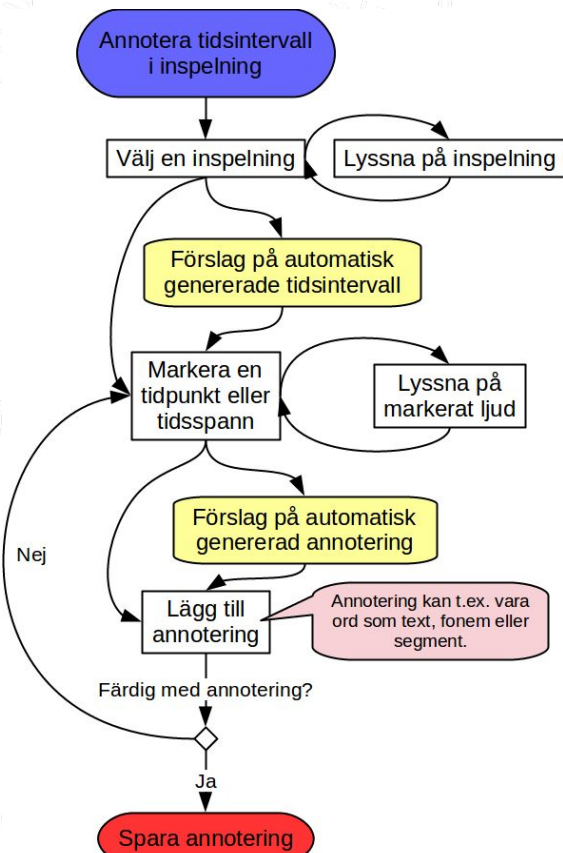 Annotera tidsintervall
i inspelning
Välj en inspelning
Lyssna på inspelning
Förslag på automatisk
genererade tidsintervall
Markera en
tidpunkt eller
tidsspann
Lyssna på
markerat ljud
Förslag på automatisk
genererad annotering
Nej
Lägg till
annotering
Annotering kan t.ex. vara
ord som text, fonem eller
segment.
Färdig med annotering?
Ja
Spara annotering